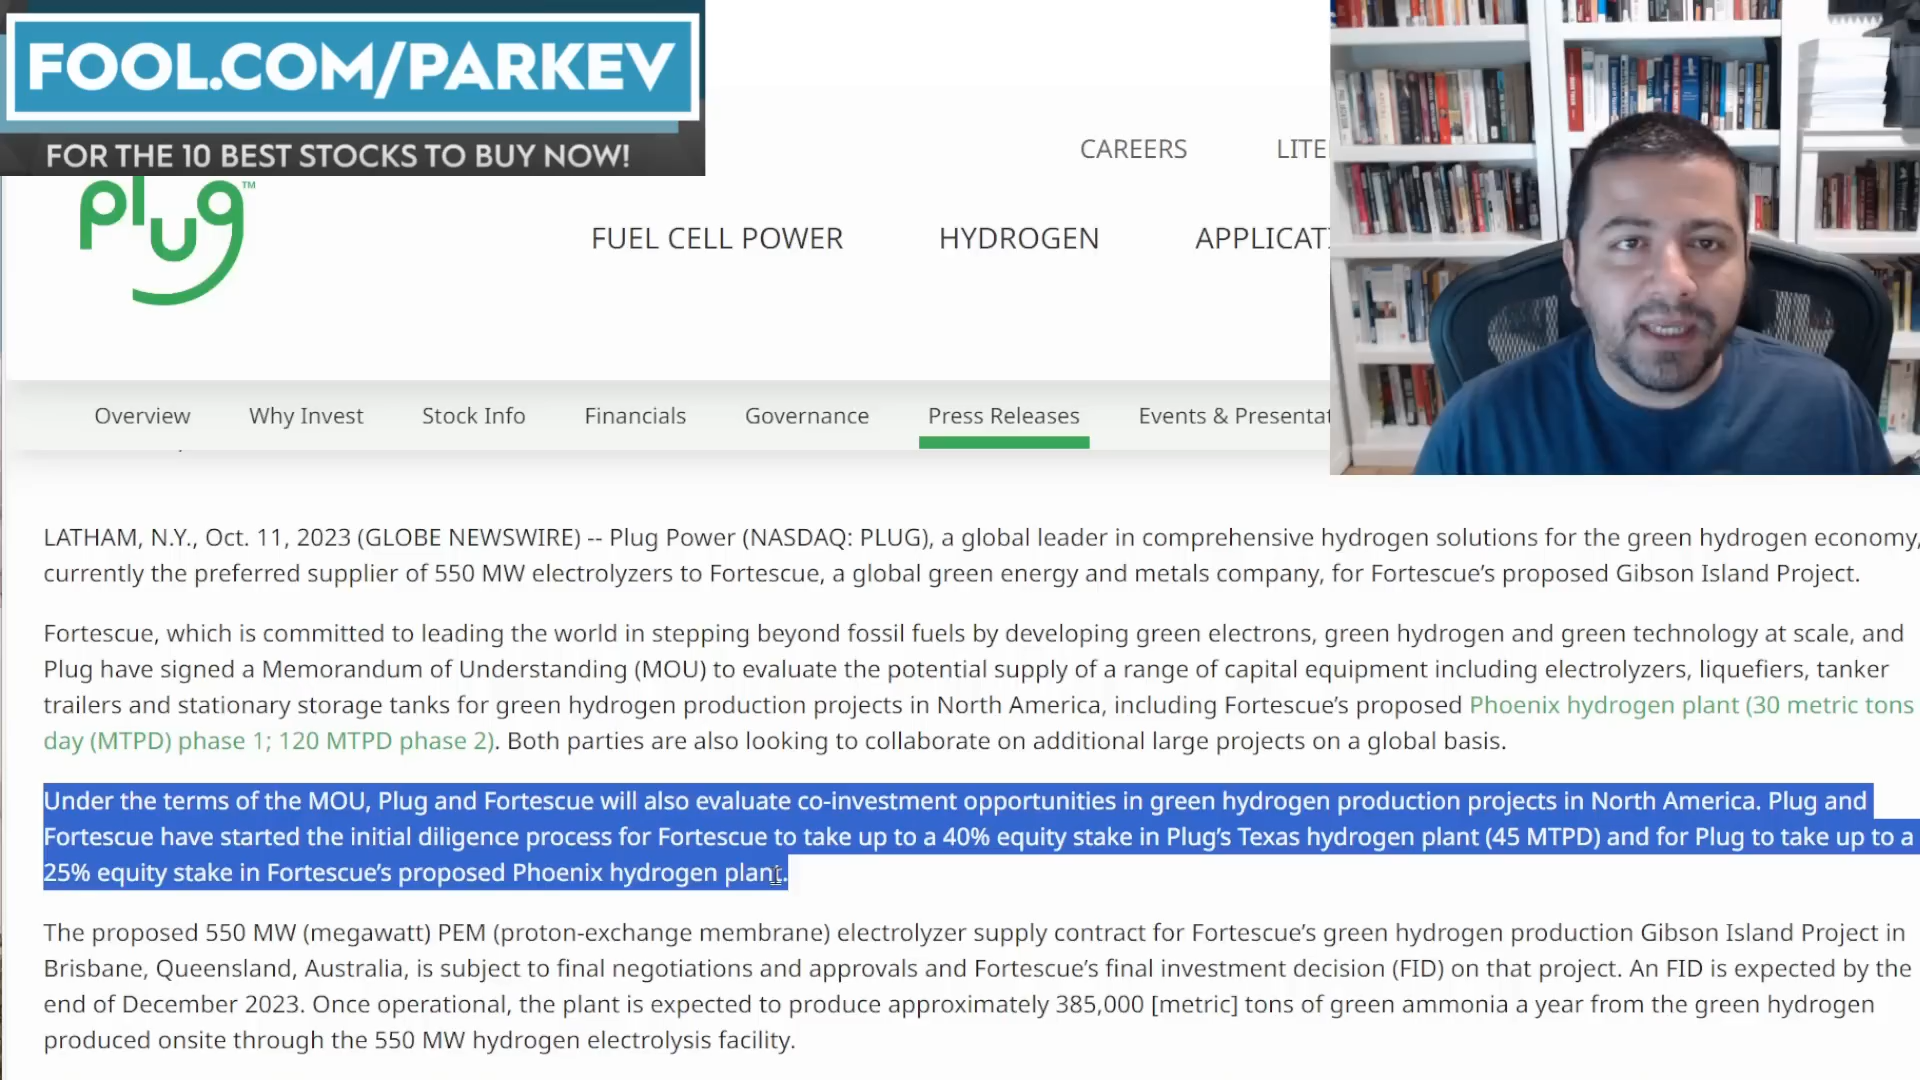 FOOL.COM/PARKEV
FOR THE 10 BEST STOCKS TO BUY NOW!
plug™
CAREERS LITE
FUEL CELL POWER HYDROGEN APPLICAT
Overview Why Invest Stock Info Financials Governance Press Releases Events & Presentat
LATHAM, N.Y., Oct. 11, 2023 (GLOBE NEWSWIRE) -- Plug Power (NASDAQ: PLUG), a global leader in comprehensive hydrogen solutions for the green hydrogen economy,
currently the preferred supplier of 550 MW electrolyzers to Fortescue, a global green energy and metals company, for Fortescue’s proposed Gibson Island Project.
Fortescue, which is committed to leading the world in stepping beyond fossil fuels by developing green electrons, green hydrogen and green technology at scale, and
Plug have signed a Memorandum of Understanding (MOU) to evaluate the potential supply of a range of capital equipment including electrolyzers, liquefiers, tanker
trailers and stationary storage tanks for green hydrogen production projects in North America, including Fortescue’s proposed Phoenix hydrogen plant (30 metric tons
day (MTPD) phase 1; 120 MTPD phase 2). Both parties are also looking to collaborate on additional large projects on a global basis.
Under the terms of the MOU, Plug and Fortescue will also evaluate co-investment opportunities in green hydrogen production projects in North America. Plug and
Fortescue have started the initial diligence process for Fortescue to take up to a 40% equity stake in Plug’s Texas hydrogen plant (45 MTPD) and for Plug to take up to a
25% equity stake in Fortescue’s proposed Phoenix hydrogen plant.
The proposed 550 MW (megawatt) PEM (proton-exchange membrane) electrolyzer supply contract for Fortescue’s green hydrogen production Gibson Island Project in
Brisbane, Queensland, Australia, is subject to final negotiations and approvals and Fortescue’s final investment decision (FID) on that project. An FID is expected by the
end of December 2023. Once operational, the plant is expected to produce approximately 385,000 [metric] tons of green ammonia a year from the green hydrogen
produced onsite through the 550 MW hydrogen electrolysis facility.